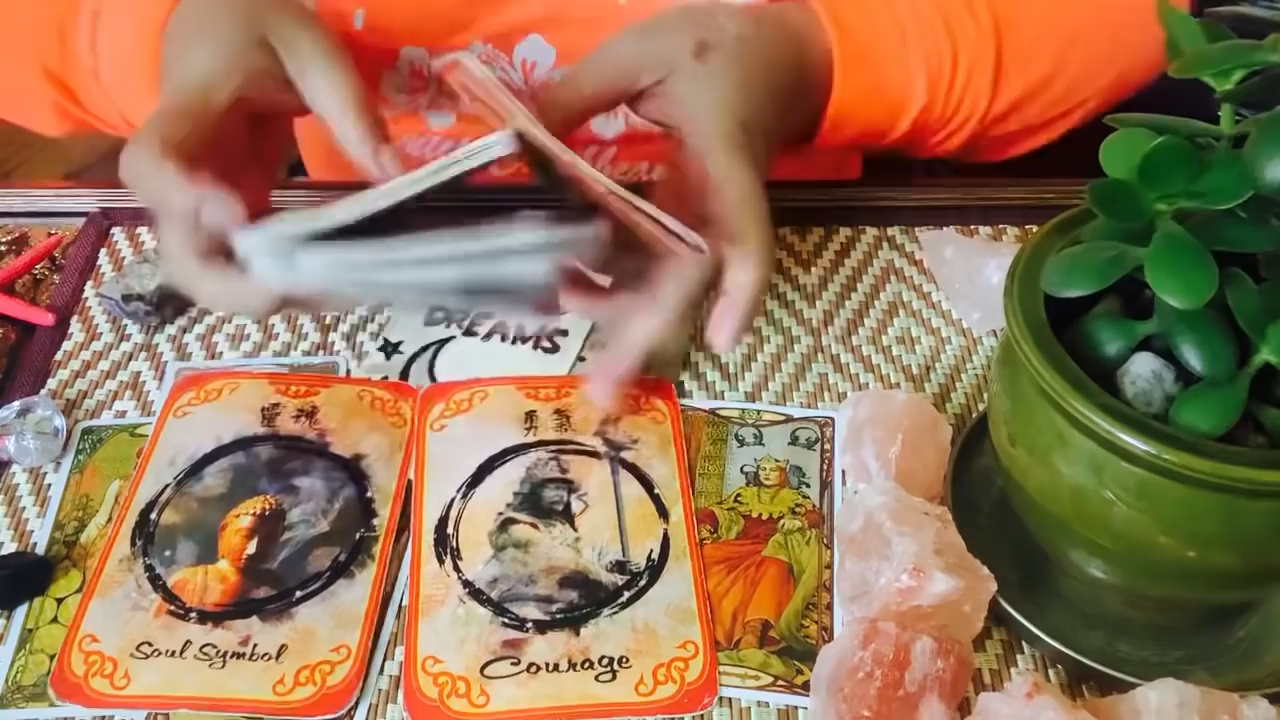 DREAMS
靈魂
Soul Symbol
勇氣
Courage